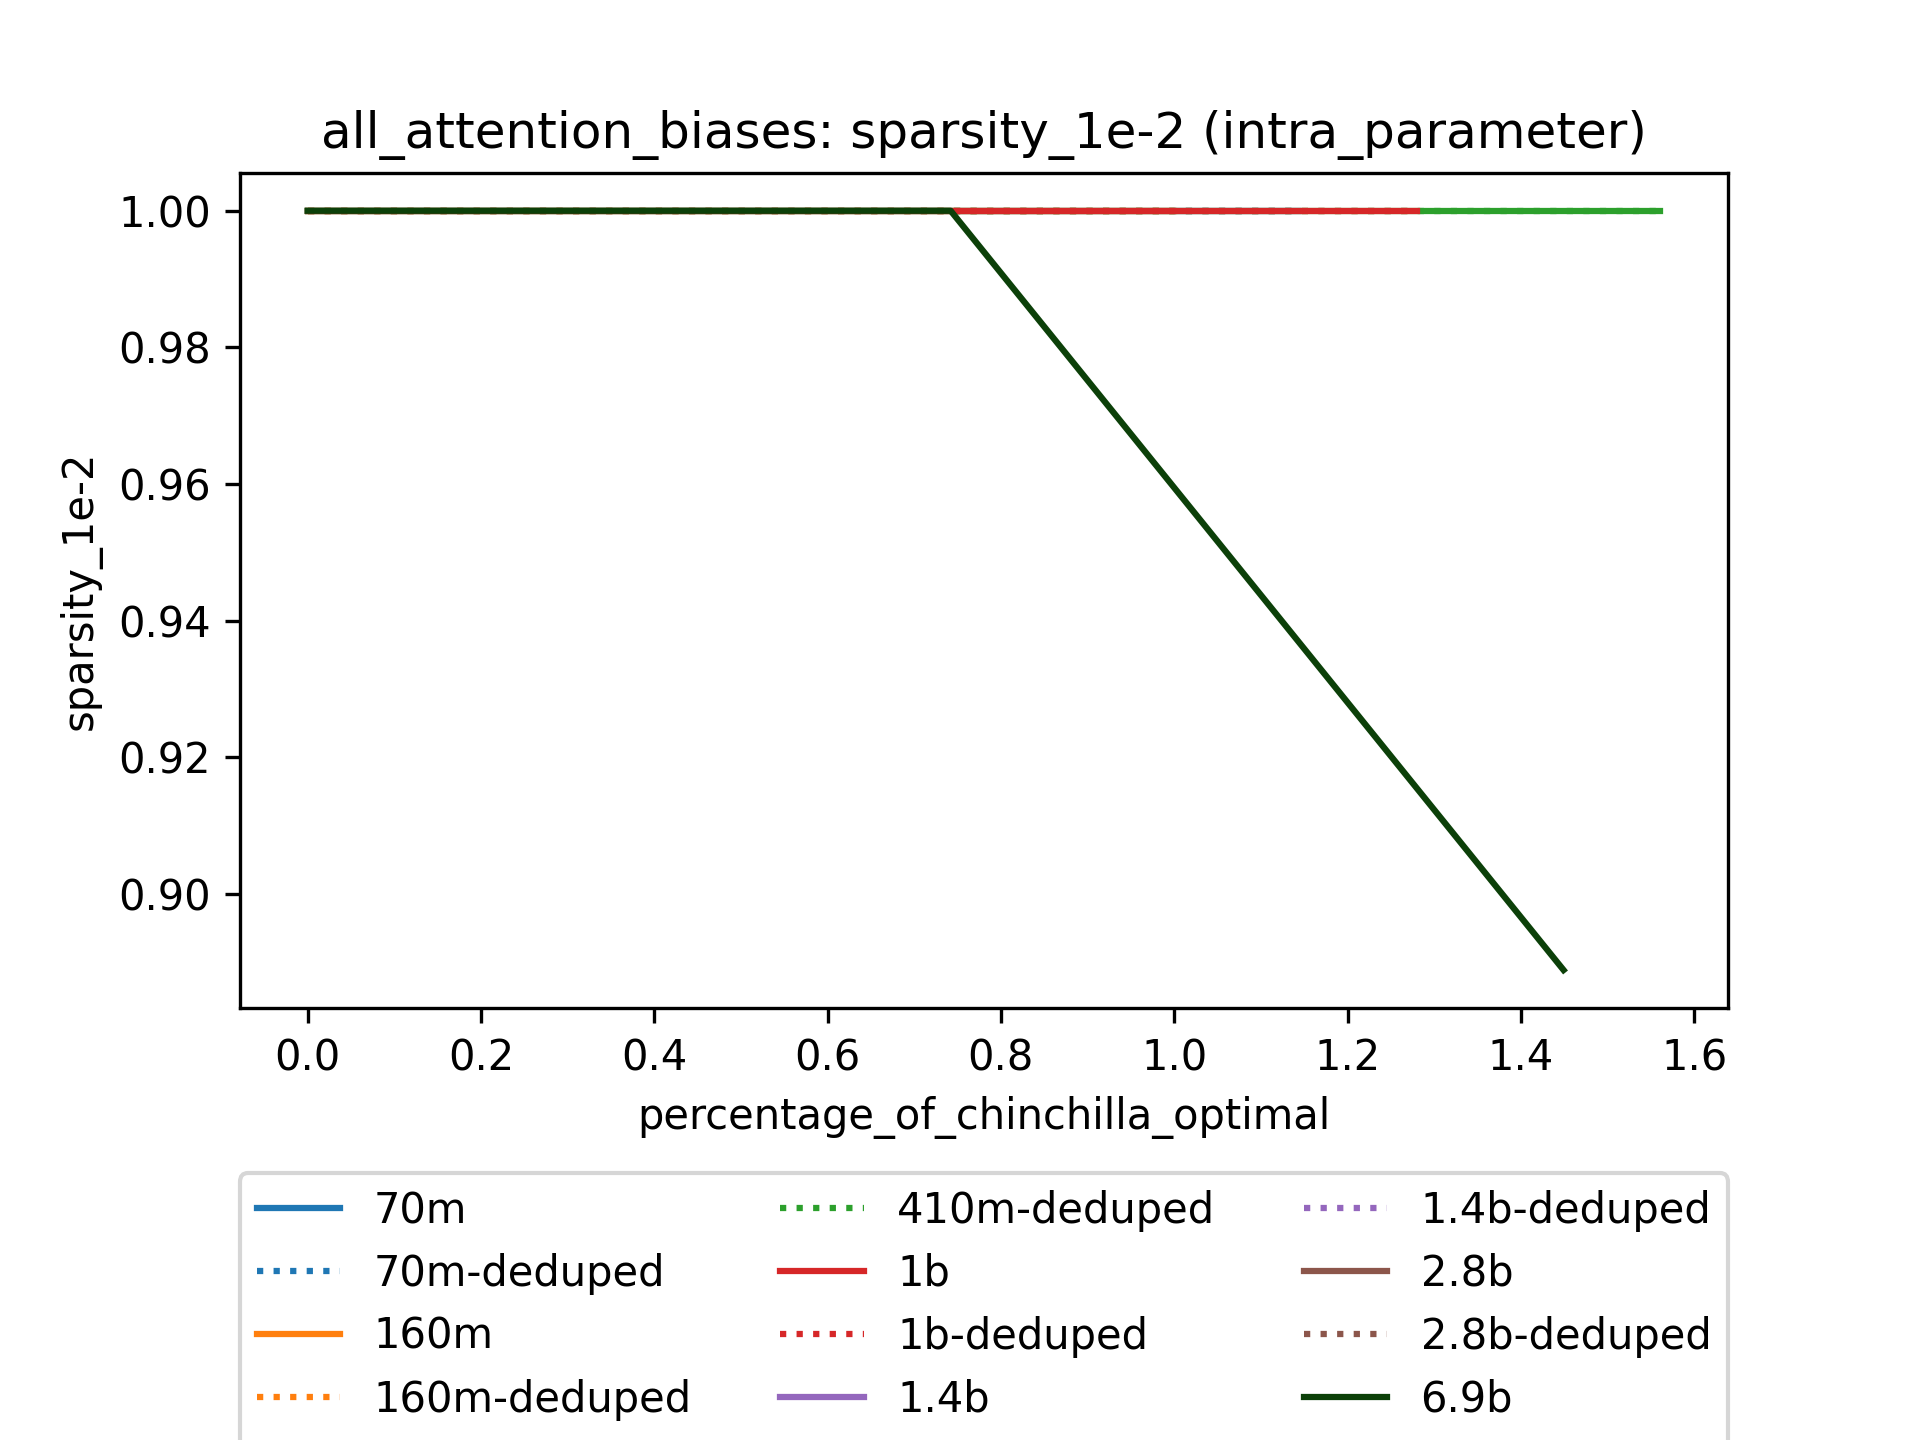 all_attention_biases: sparsity_1e-2 (intra_parameter)
1.00
0.98
0.96
0.94
0.92
0.90
sparsity_1e-2
0.0 0.2 0.4 0.6 0.8 1.0 1.2 1.4 1.6
percentage_of_chinchilla_optimal
70m
70m-deduped
160m
160m-deduped
410m-deduped
1b
1b-deduped
1.4b
1.4b-deduped
2.8b
2.8b-deduped
6.9b